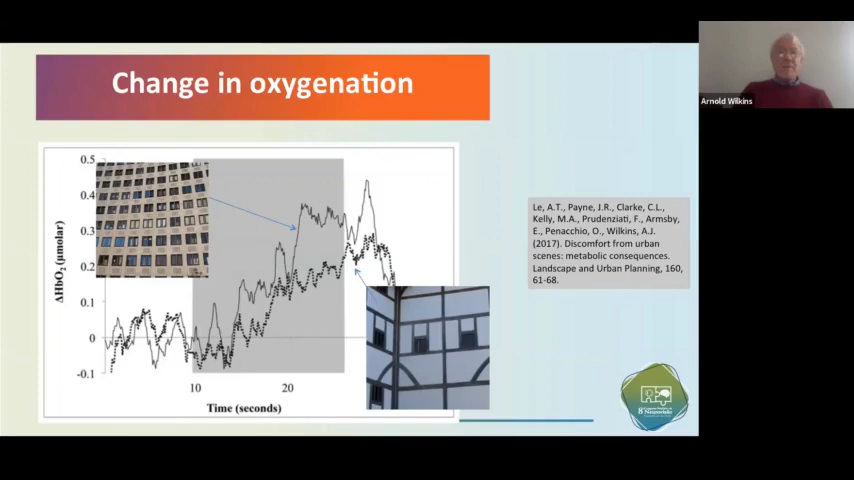 Change in oxygenation
Arnold Wilkins
0.5
0.4
0.3
0.2
0.1
0
-0.1
ΔHbO2 (μmolar)
10
20
Time (seconds)
Le, A.T., Payne, J.R., Clarke, C.L.,
Kelly, M.A., Prudenziati, F., Armsby,
E., Penacchio, O., Wilkins, A.J.
(2017). Discomfort from urban
scenes: metabolic consequences.
Landscape and Urban Planning, 160,
61-68.
8